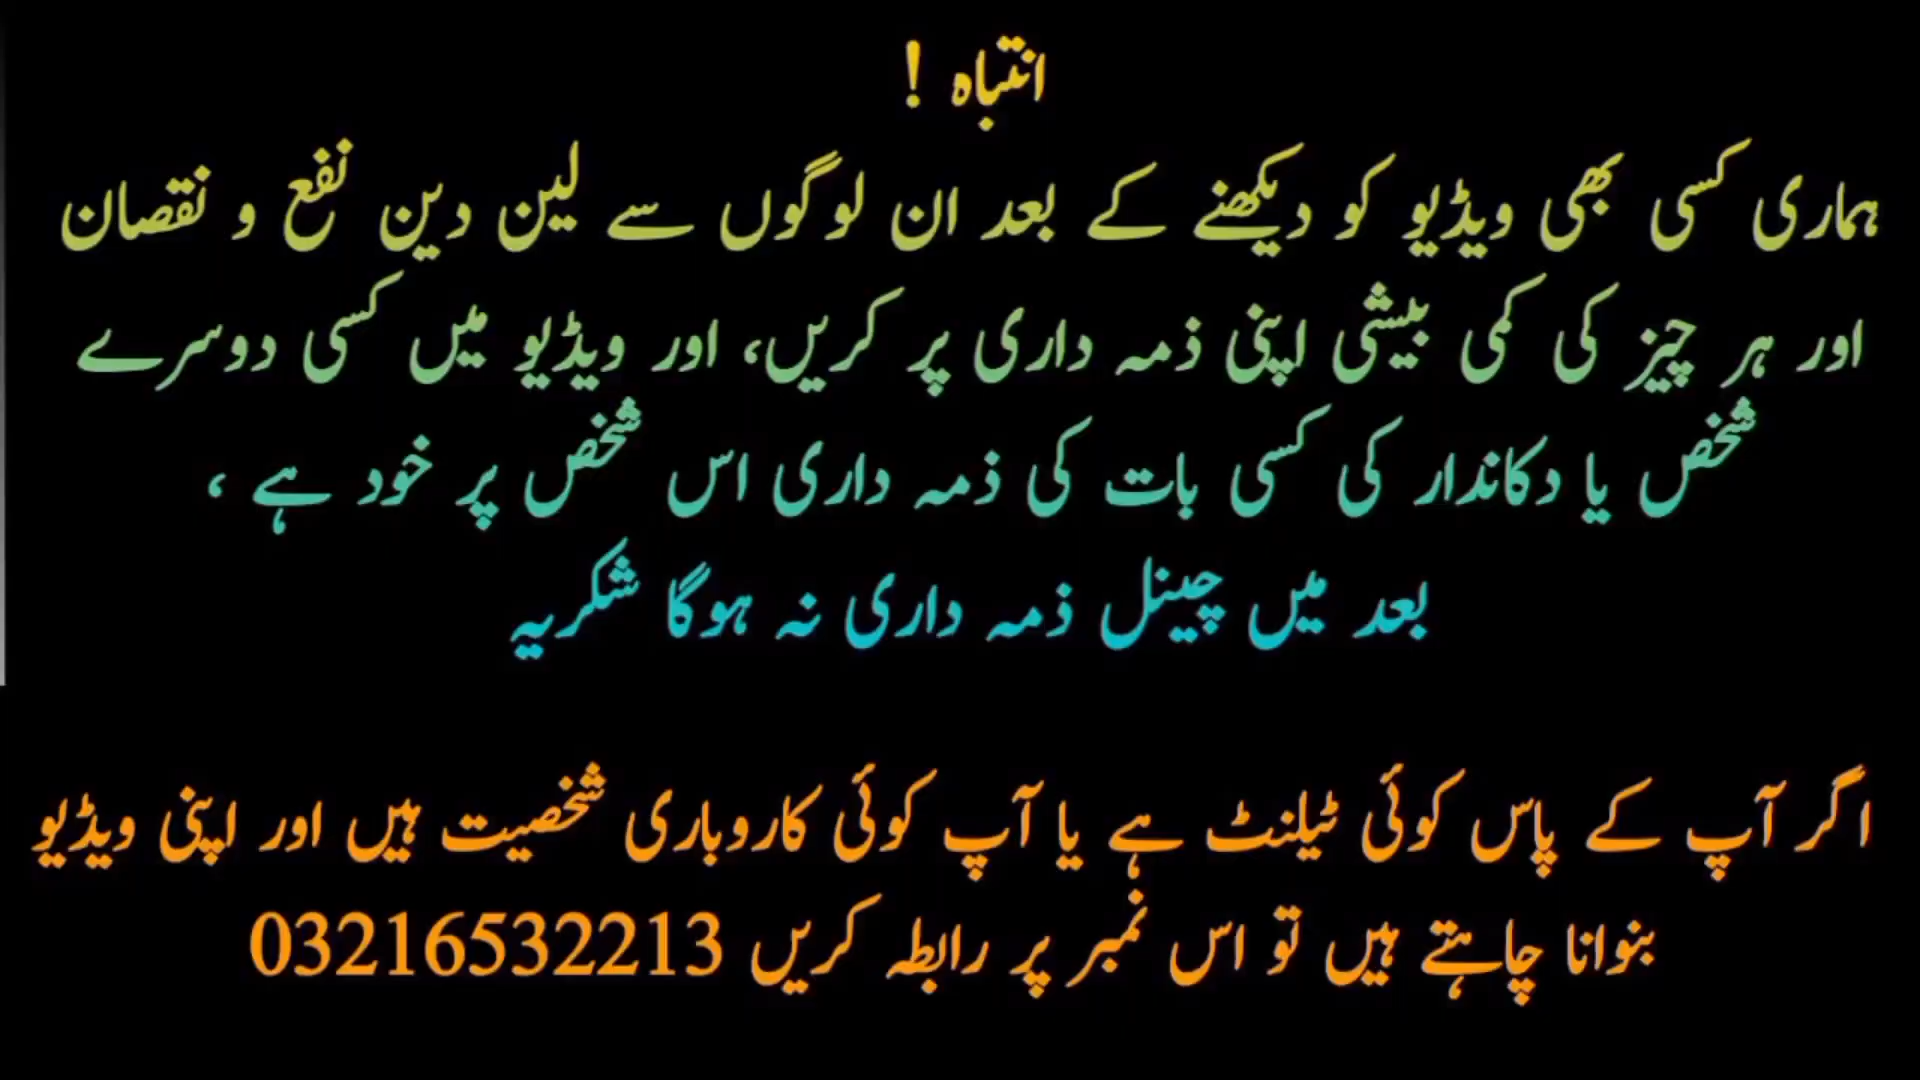 انتباہ !
ہماری کسی بھی ویڈیو کو دیکھنے کے بعد ان لوگوں سے لین دین نفع و نقصان
اور ہر چیز کی کمی بیشی اپنی ذمہ داری پر کریں، اور ویڈیو میں کسی دوسرے
شخص یا دکاندار کی کسی بات کی ذمہ داری اس شخص پر خود ہے ،
بعد میں چینل ذمہ داری نہ ہوگا شکریہ
اگر آپ کے پاس کوئی ٹیلنٹ ہے یا آپ کوئی کاروباری شخصیت ہیں اور اپنی ویڈیو
بنوانا چاہتے ہیں تو اس نمبر پر رابطہ کریں 03216532213